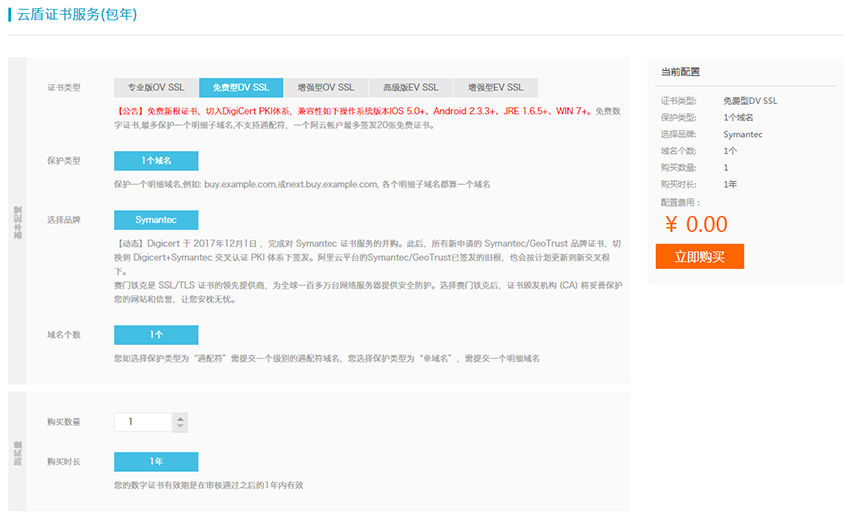 云盾证书服务(包年)
基本配置
证书类型
专业版OV SSL
免费型DV SSL
增强型OV SSL
高级版EV SSL
增强型EV SSL
【公告】免费新根证书，切入DigiCert PKI体系，兼容性如下操作系统版本IOS 5.0+、Android 2.3.3+、JRE 1.6.5+、WIN 7+。免费数
字证书,最多保护一个明细子域名,不支持通配符，一个阿云帐户最多签发20张免费证书。
保护类型
1个域名
保护一个明细域名,例如: buy.example.com,或next.buy.example.com, 各个明细子域名都算一个域名
选择品牌
Symantec
【动态】Digicert 于 2017年12月1日 ，完成对 Symantec 证书服务的并购。此后，所有新申请的 Symantec/GeoTrust 品牌证书，切
换到 Digicert+Symantec 交叉认证 PKI 体系下签发。阿里云平台的Symantec/GeoTrust已签发的旧根，也会按计划更新到新交叉根
下。
赛门铁克是 SSL/TLS 证书的领先提供商，为全球一百多万台网络服务器提供安全防护。选择赛门铁克后，证书颁发机构 (CA) 将妥善保护
您的网站和信誉，让您安枕无忧。
域名个数
1个
您如选择保护类型为“通配符”需提交一个级别的通配符域名，您选择保护类型为“单域名”，需提交一个明细域名
购买量
购买数量
1
购买时长
1年
您的数字证书有效期是在审核通过之后的1年内有效
当前配置
证书类型: 免费型DV SSL
保护类型: 1个域名
选择品牌: Symantec
域名个数: 1个
购买数量: 1
购买时长: 1年
配置费用：
¥ 0.00
立即购买